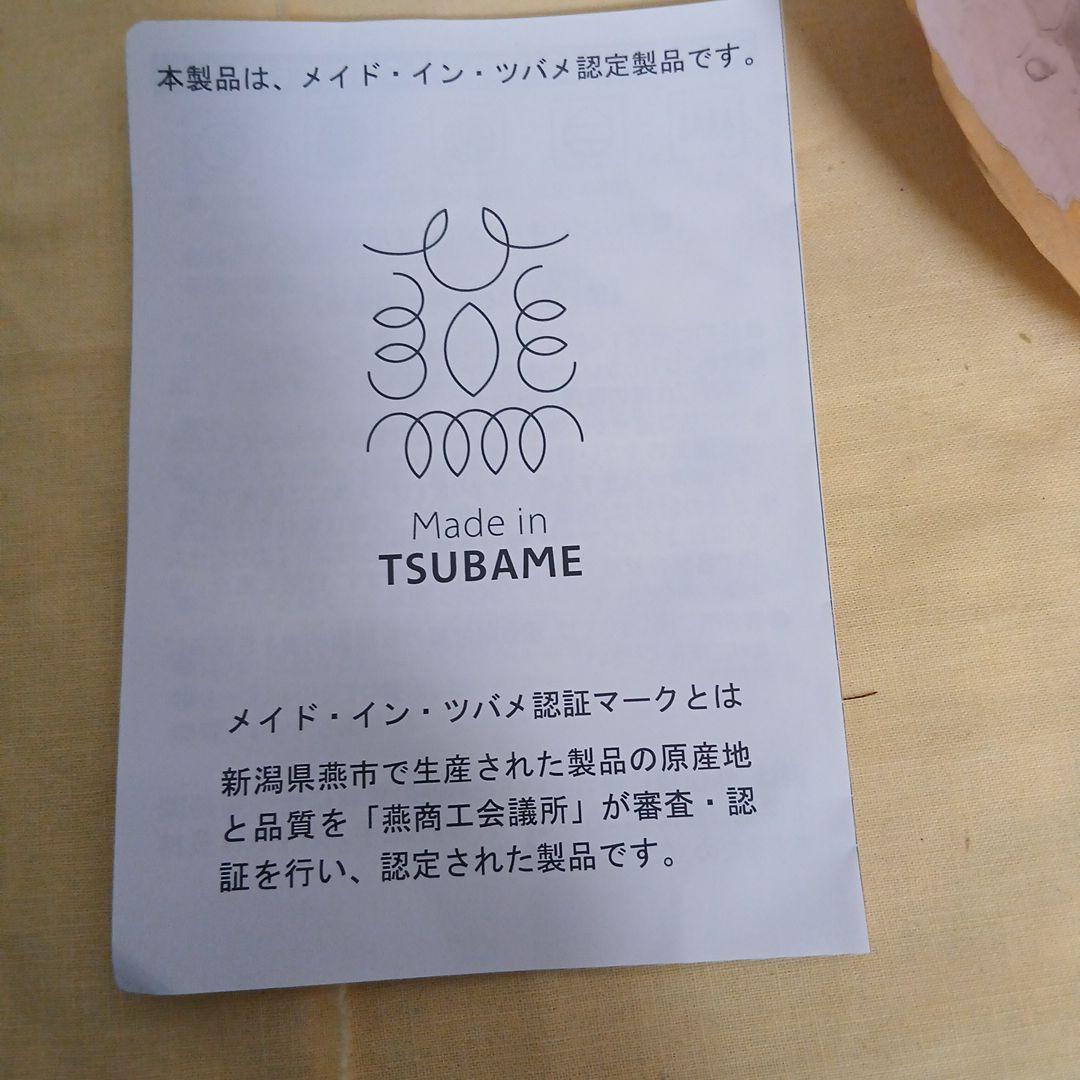 本製品は、メイド・イン・ツバメ認定製品です。
Made in
TSUBAME
メイド・イン・ツバメ認証マークとは
新潟県燕市で生産された製品の原産地
と品質を「燕商工会議所」が審査・認
証を行い、認定された製品です。